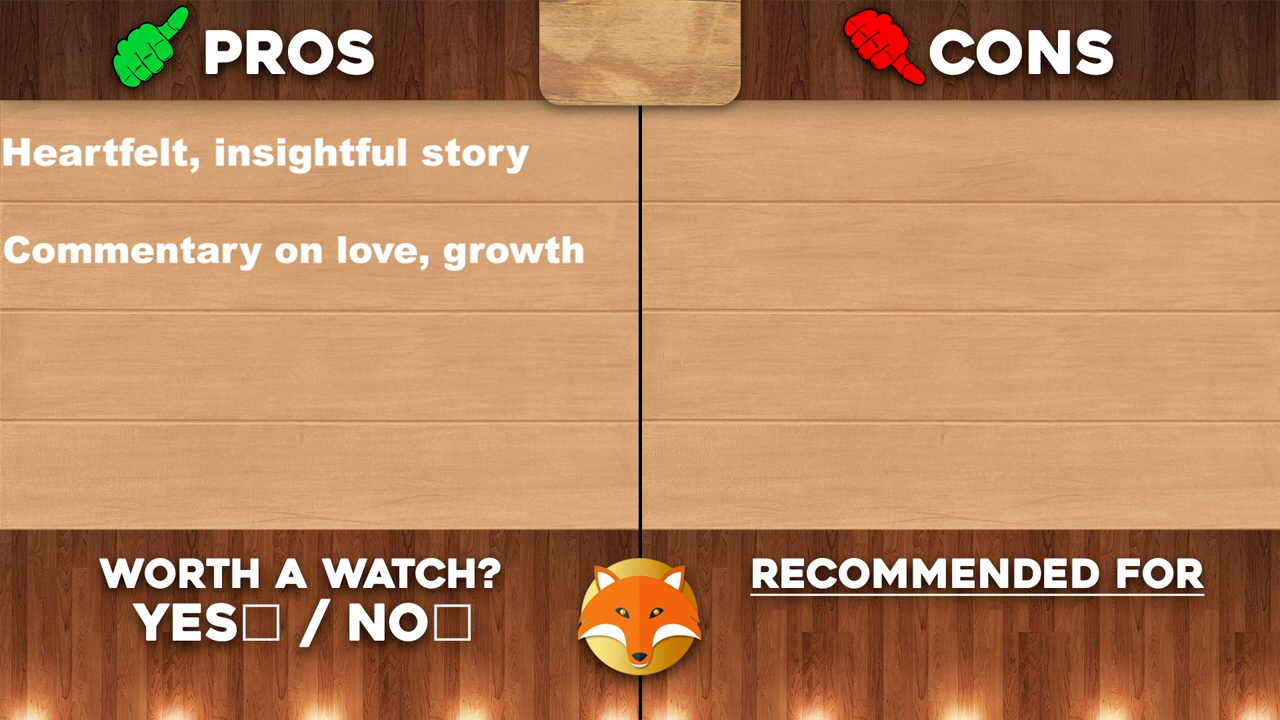 PROS
CONS
Heartfelt, insightful story
Commentary on love, growth
WORTH A WATCH?
YES□ / NO□
RECOMMENDED FOR